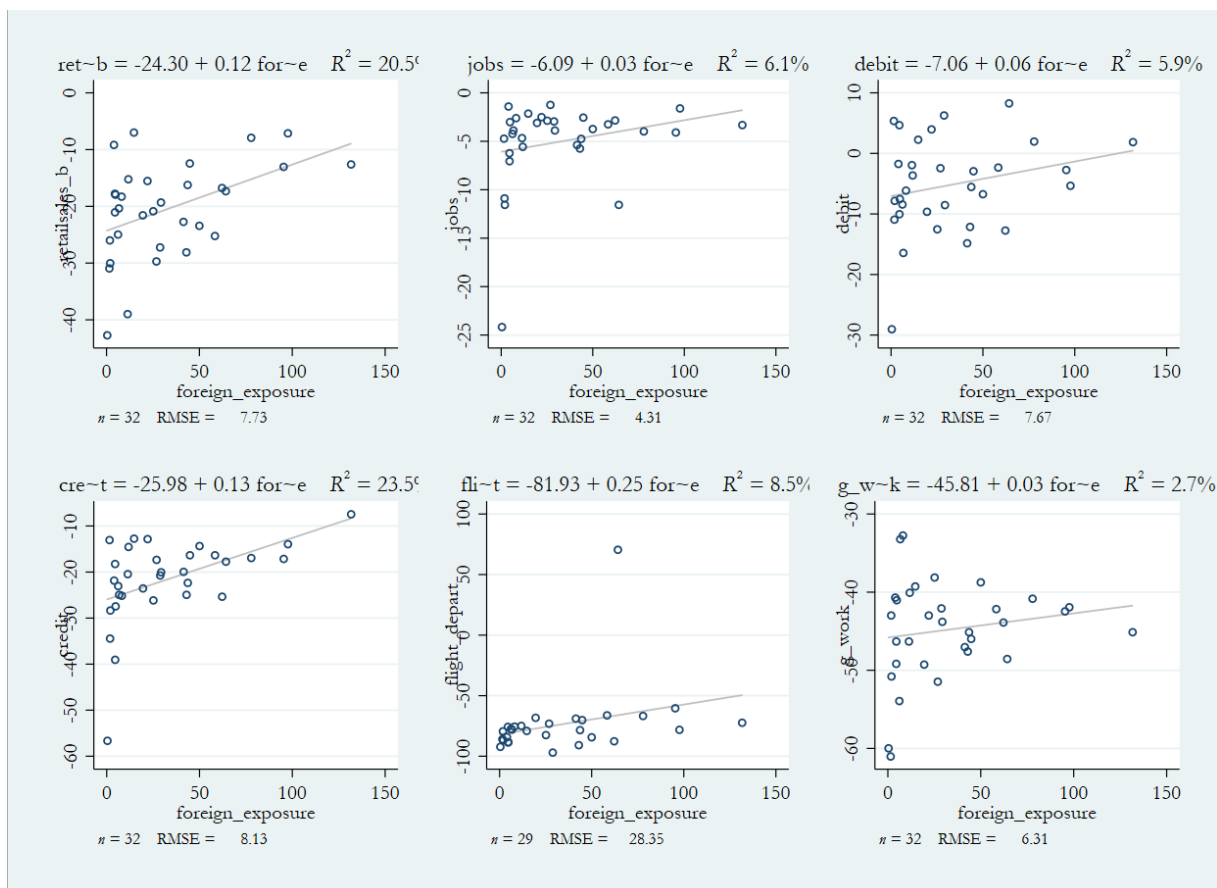 ret~b = -24.30 + 0.12 for~e R² = 20.5%
retailsales_b
0
-10
-20
-30
-40
0 50 100 150
foreign_exposure
n = 32 RMSE = 7.73
jobs = -6.09 + 0.03 for~e R² = 6.1%
jobs
0
-5
-10
-15
-20
-25
0 50 100 150
foreign_exposure
n = 32 RMSE = 4.31
debit = -7.06 + 0.06 for~e R² = 5.9%
debit
10
0
-10
-20
-30
0 50 100 150
foreign_exposure
n = 32 RMSE = 7.67
cre~t = -25.98 + 0.13 for~e R² = 23.5%
credit
-10
-20
-30
-40
-50
-60
0 50 100 150
foreign_exposure
n = 32 RMSE = 8.13
fli~t = -81.93 + 0.25 for~e R² = 8.5%
flight_depart
100
50
0
-50
-100
0 50 100 150
foreign_exposure
n = 29 RMSE = 28.35
g_w~k = -45.81 + 0.03 for~e R² = 2.7%
g_work
-30
-40
-50
-60
0 50 100 150
foreign_exposure
n = 32 RMSE = 6.31